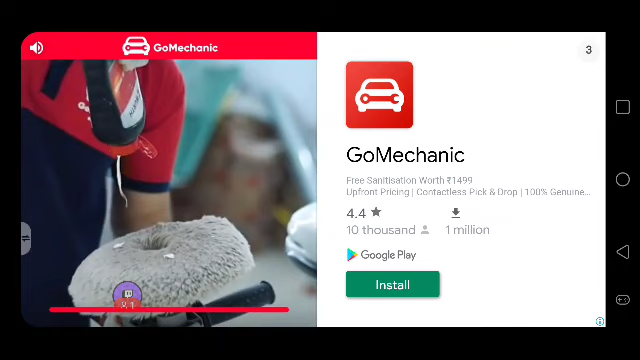 GoMechanic
3
GoMechanic
Free Sanitisation Worth ₹1499
Upfront Pricing | Contactless Pick & Drop | 100% Genuine...
4.4
10 thousand
1 million
Google Play
Install
1